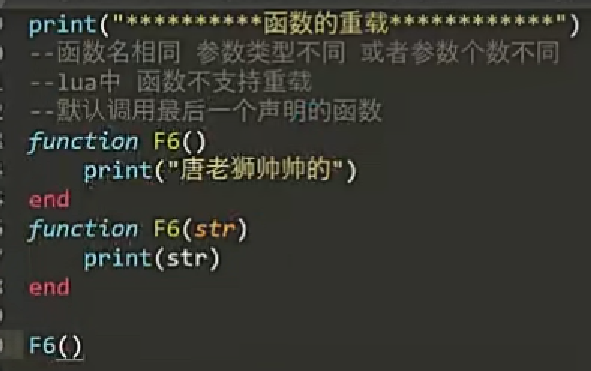 print("**********函数的重载************")
--函数名相同 参数类型不同 或者参数个数不同
--lua中 函数不支持重载
--默认调用最后一个声明的函数
function F6()
    print("唐老狮帅帅的")
end
function F6(str)
    print(str)
end
F6()